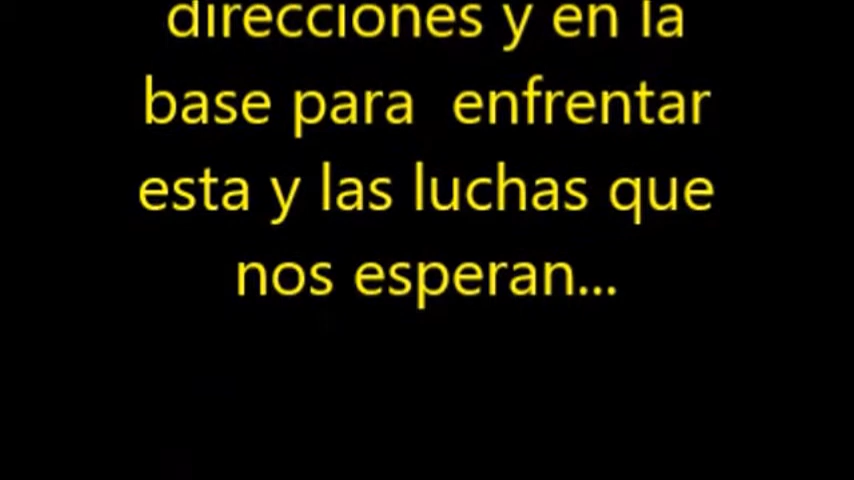 direcciones y en la
base para  enfrentar
esta y las luchas que
nos esperan...